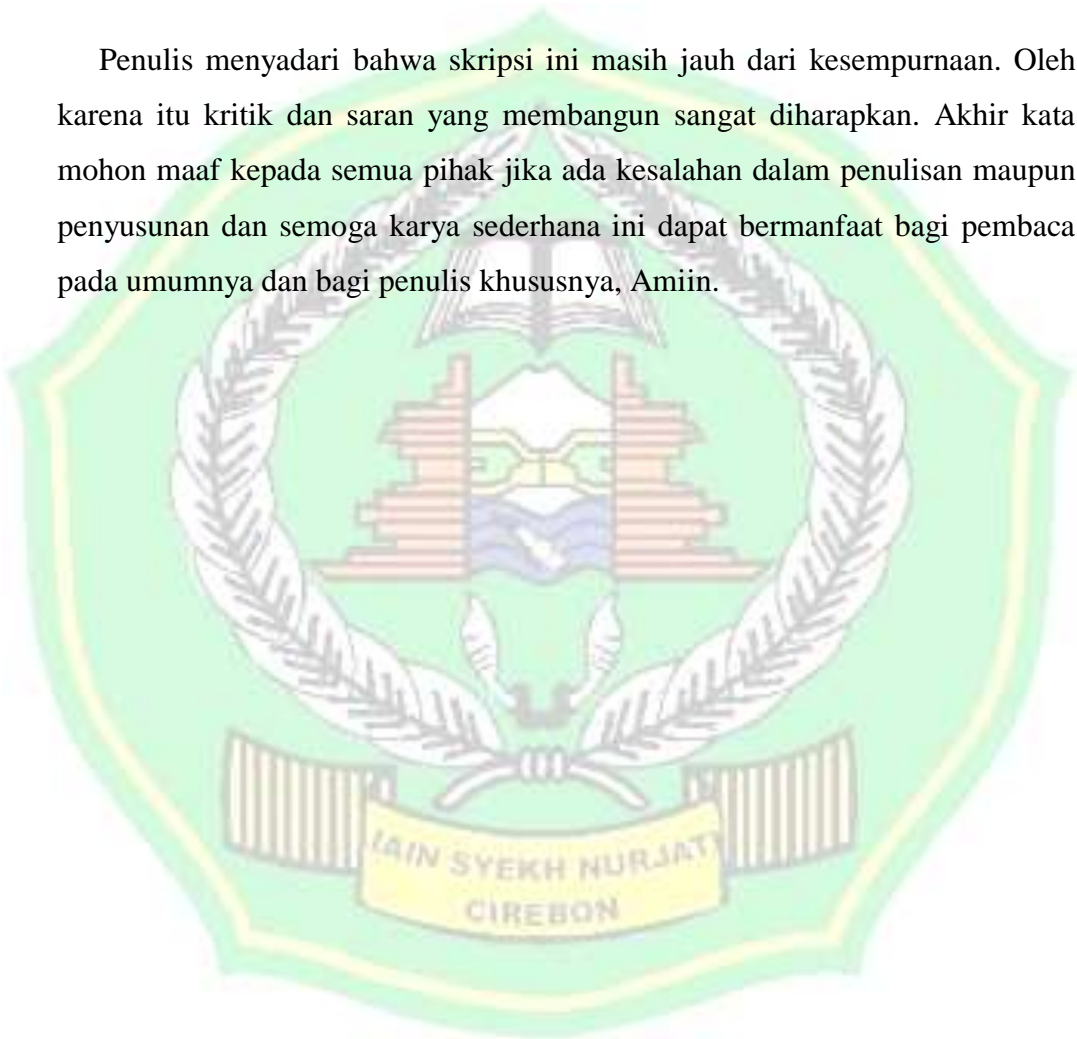 Penulis menyadari bahwa skripsi ini masih jauh dari kesempurnaan. Oleh
karena itu kritik dan saran yang membangun sangat diharapkan. Akhir kata
mohon maaf kepada semua pihak jika ada kesalahan dalam penulisan maupun
penyusunan dan semoga karya sederhana ini dapat bermanfaat bagi pembaca
pada umumnya dan bagi penulis khususnya, Amiin.
IAIN SYEKH NURJATI
CIREBON